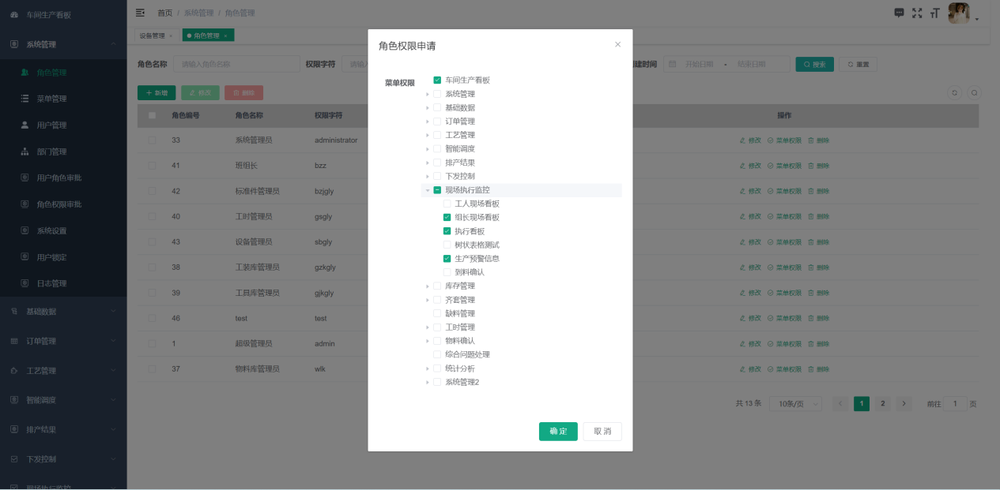 车间生产看板
系统管理
角色管理
菜单管理
用户管理
部门管理
用户角色审批
角色权限审批
系统设置
用户锁定
日志管理
基础数据
订单管理
工艺管理
智能调度
排产结果
下发控制
现场执行监控
首页 / 系统管理 / 角色管理
设备管理 ×
角色管理 ×
角色名称 请输入角色名称 权限字符 请输入
建时间 开始日期 - 结束日期 搜索 重置
+ 新增 修改 删除
角色编号 角色名称 权限字符 操作
33 系统管理员 administrator 修改 菜单权限 删除
41 班组长 bzz 修改 菜单权限 删除
42 标准件管理员 bzjgly 修改 菜单权限 删除
40 工时管理员 gsgly 修改 菜单权限 删除
43 设备管理员 sbgly 修改 菜单权限 删除
38 工装库管理员 gzkgly 修改 菜单权限 删除
39 工具库管理员 gjkgly 修改 菜单权限 删除
46 test test 修改 菜单权限 删除
1 超级管理员 admin 修改 菜单权限 删除
37 物料库管理员 wlk 修改 菜单权限 删除
共 13 条 10条/页 < 1 2 > 前往 1 页
角色权限申请 ×
菜单权限
车间生产看板
系统管理
基础数据
订单管理
工艺管理
智能调度
排产结果
下发控制
现场执行监控
工人现场看板
组长现场看板
执行看板
树状表格测试
生产预警信息
到料确认
库存管理
齐套管理
缺料管理
工时管理
物料确认
综合问题处理
统计分析
系统管理2
确 定 取 消